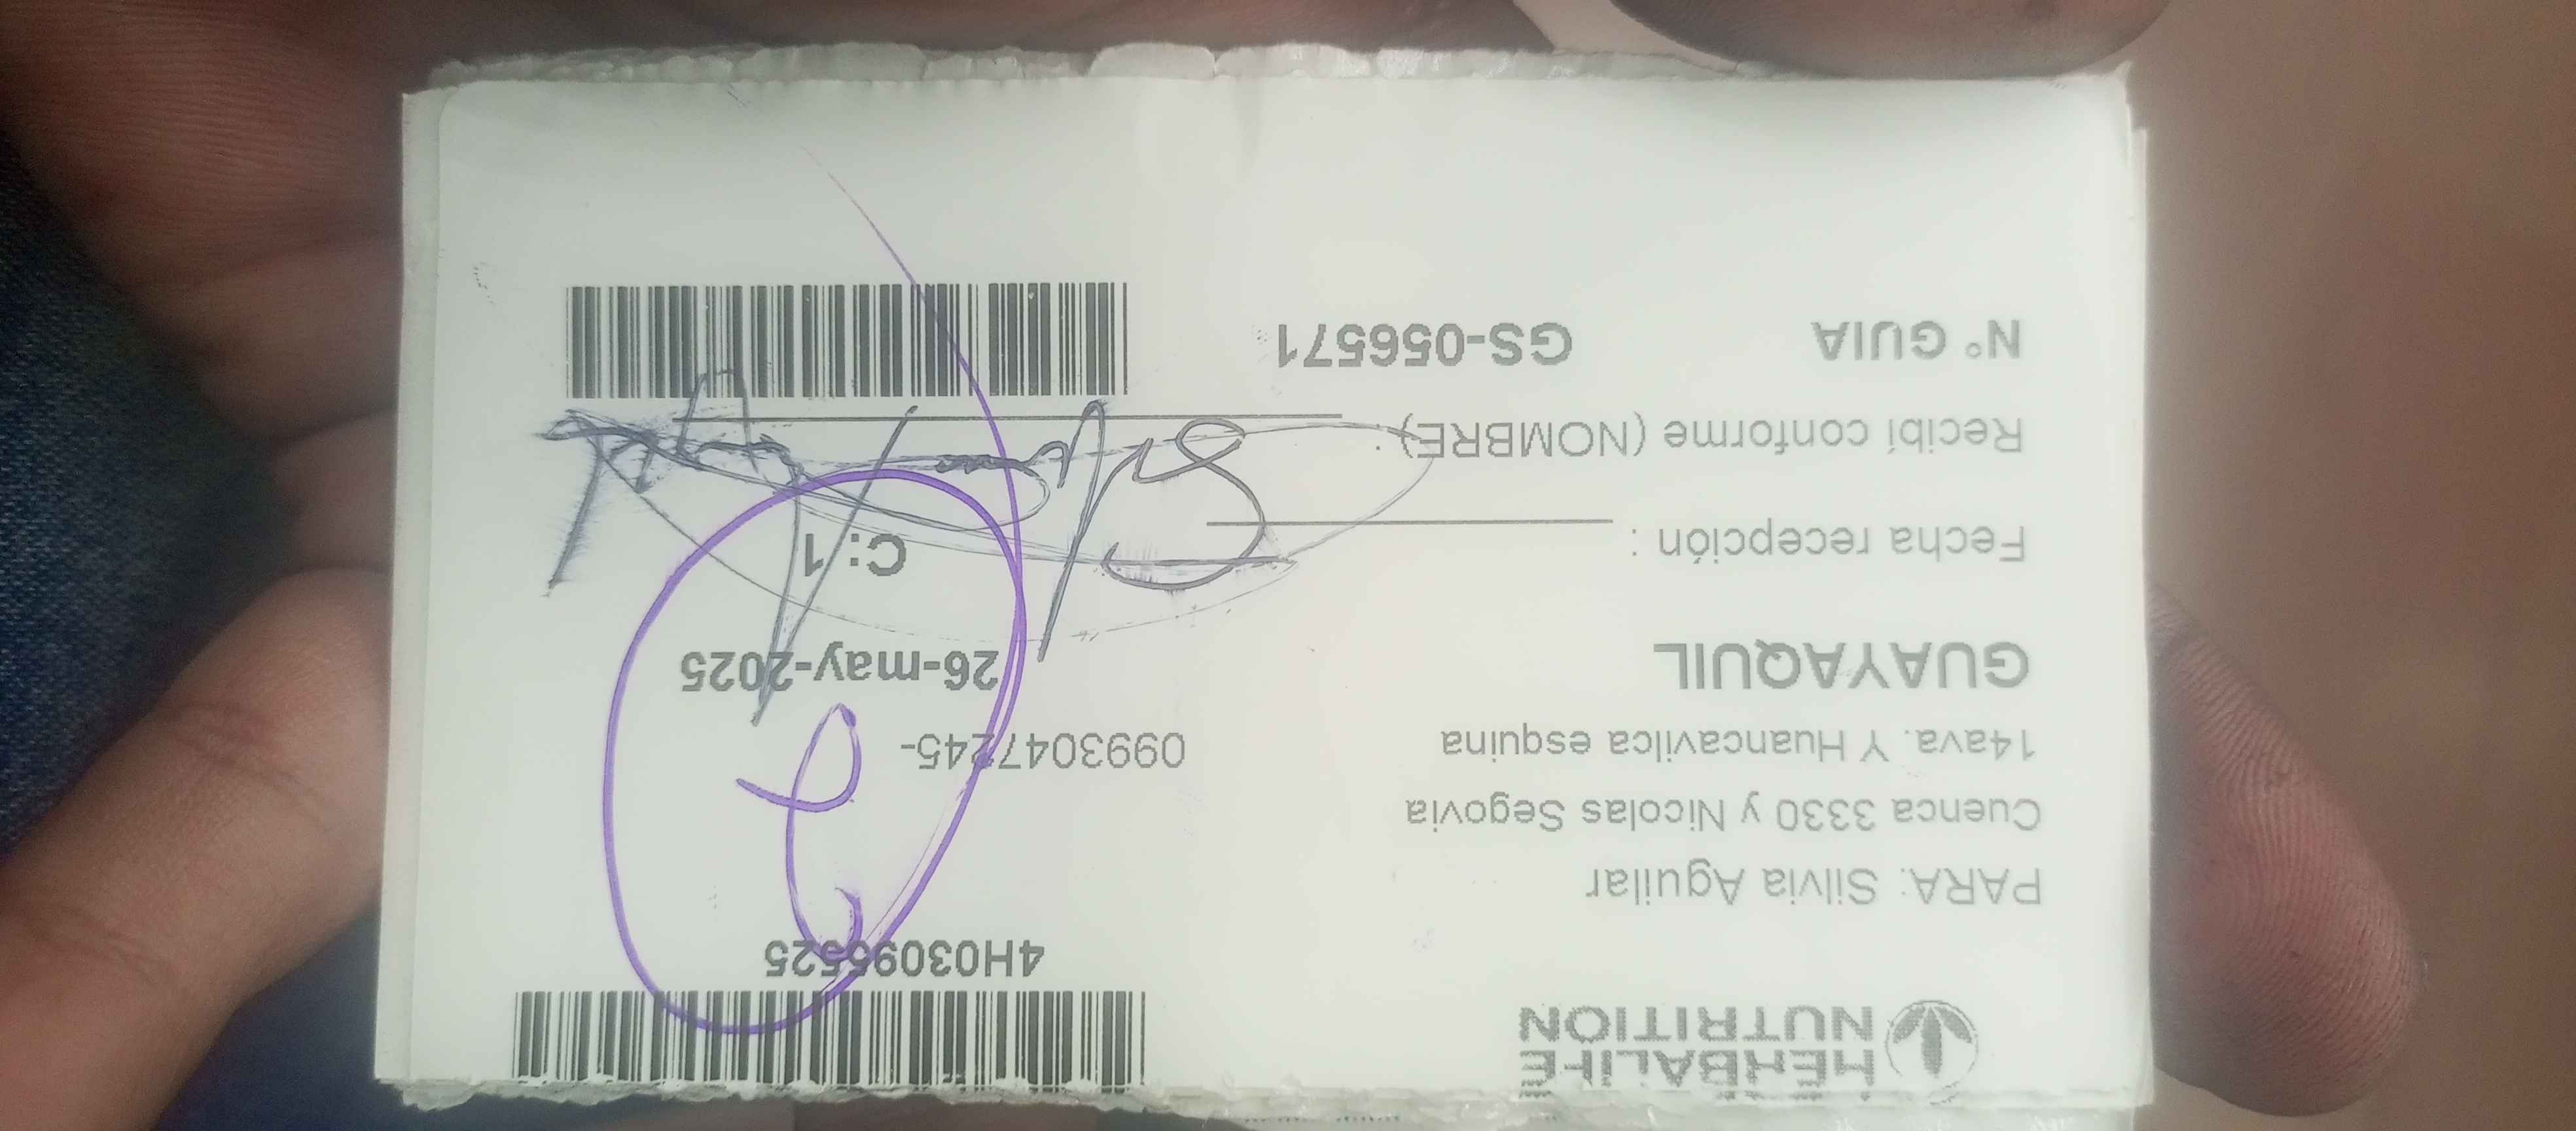 HERBALIFE
NUTRITION
4H03095525
PARA: Silvia Aguilar
Cuenca 3330 y Nicolas Segovia
14ava. Y Huancavilca esquina
0993047245-
GUAYAQUIL
26-may-2025
Fecha recepción :
C: 1
Recibí conforme (NOMBRE) :
N° GUIA
GS-056571